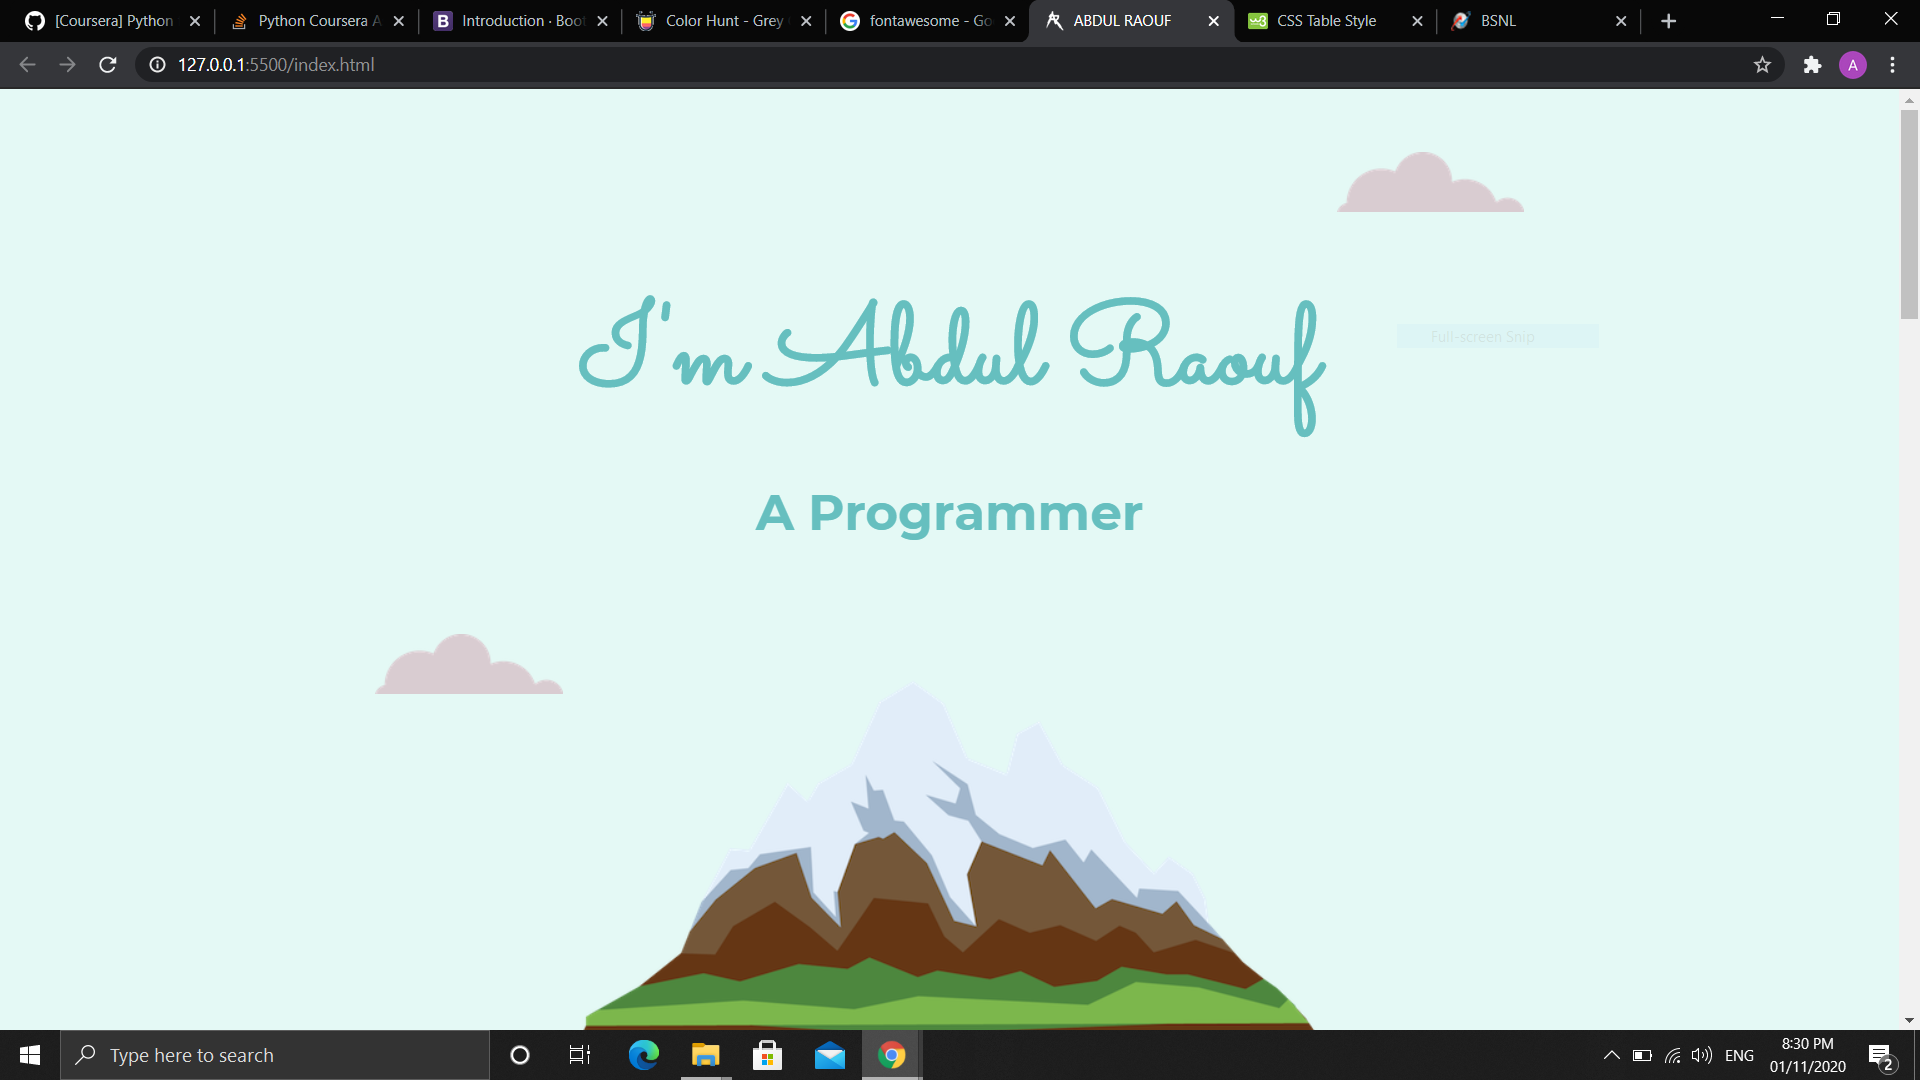 [Coursera] Python
Python Coursera A
Introduction · Boot
Color Hunt - Grey
fontawesome - Go
ABDUL RAOUF
CSS Table Style
BSNL
127.0.0.1:5500/index.html
A
I'm Abdul Raouf
Full-screen Snip
A Programmer
Type here to search
ENG
8:30 PM
01/11/2020
2